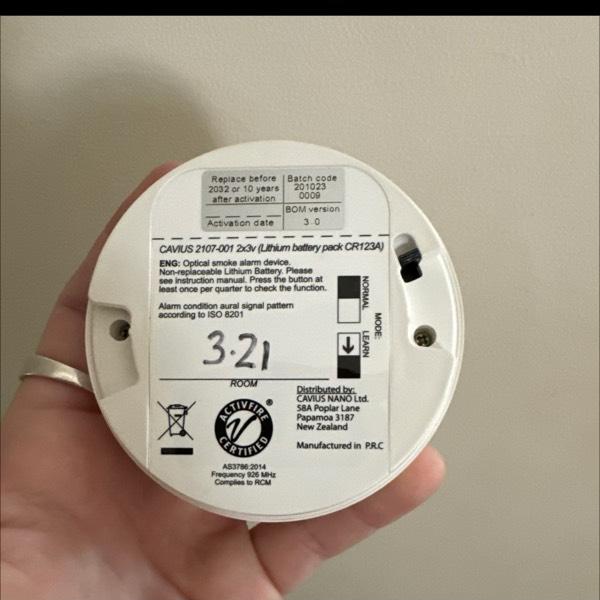 Replace before
2032 or 10 years
after activation
Activation date
Batch code
201023
0009
BOM version
3.0
CAVIUS 2107-001 2x3v (Lithium battery pack CR123A)
ENG: Optical smoke alarm device.
Non-replaceable Lithium Battery. Please
see instruction manual. Press the button at
least once per quarter to check the function.
Alarm condition aural signal pattern
according to ISO 8201
NORMAL
MODE:
LEARN
3.21
ROOM
ACTIVFIRE
CERTIFIED
®
AS3786:2014
Frequency 926 MHz
Complies to RCM
Distributed by:
CAVIUS NANO Ltd.
58A Poplar Lane
Papamoa 3187
New Zealand
Manufactured in P.R.C